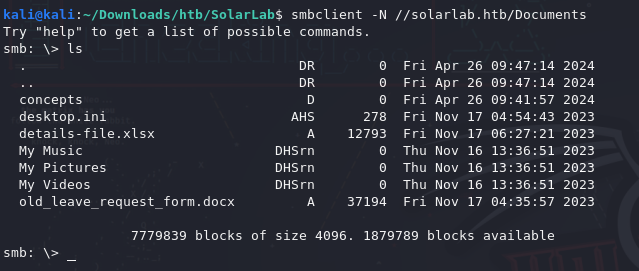 kali@kali:~/Downloads/htb/SolarLab$ smbclient -N //solarlab.htb/Documents
Try "help" to get a list of possible commands.
smb: \> ls
  .                                  DR        0  Fri Apr 26 09:47:14 2024
  ..                                 DR        0  Fri Apr 26 09:47:14 2024
  concepts                            D        0  Fri Apr 26 09:41:57 2024
  desktop.ini                       AHS      278  Fri Nov 17 04:54:43 2023
  details-file.xlsx                   A    12793  Fri Nov 17 06:27:21 2023
  My Music                        DHSrn        0  Thu Nov 16 13:36:51 2023
  My Pictures                     DHSrn        0  Thu Nov 16 13:36:51 2023
  My Videos                       DHSrn        0  Thu Nov 16 13:36:51 2023
  old_leave_request_form.docx         A    37194  Fri Nov 17 04:35:57 2023
                7779839 blocks of size 4096. 1879789 blocks available
smb: \> _